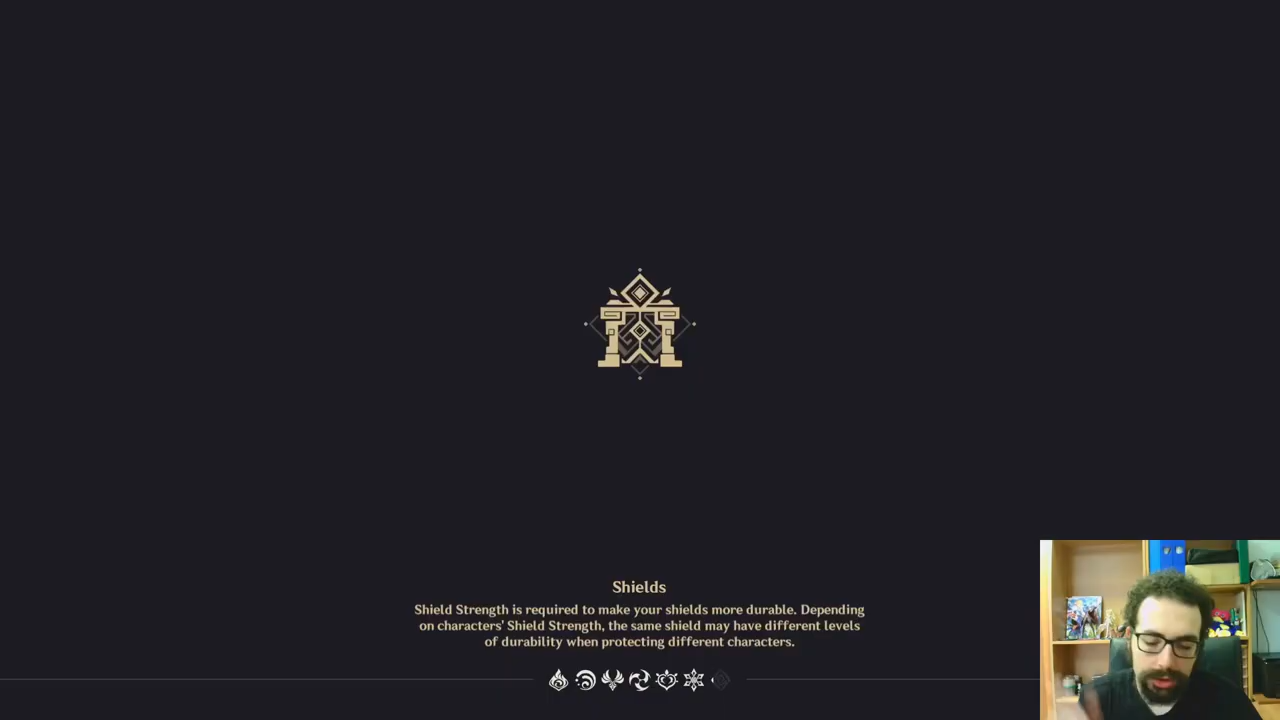 Shields
Shield Strength is required to make your shields more durable. Depending
on characters' Shield Strength, the same shield may have different levels
of durability when protecting different characters.